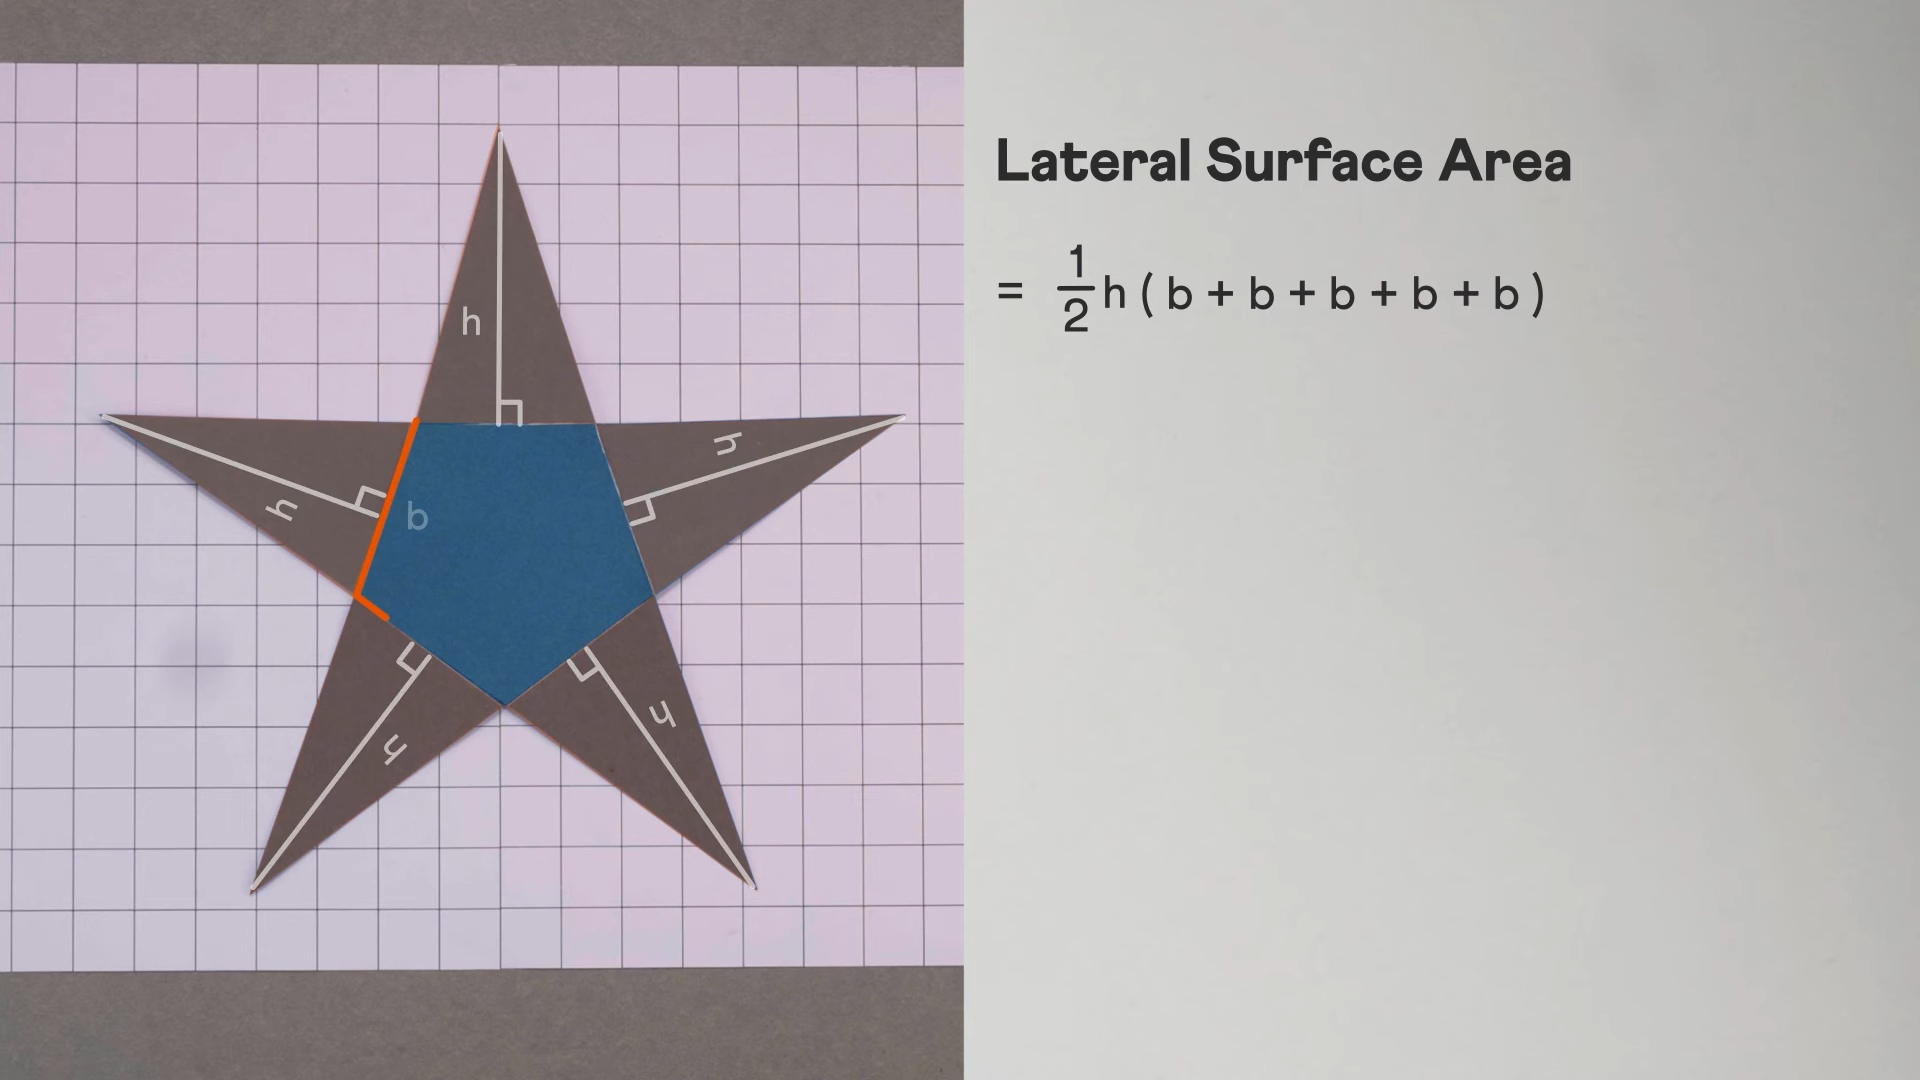 Lateral Surface Area
= 1/2 h ( b + b + b + b + b )
h
h
h
b
h
h